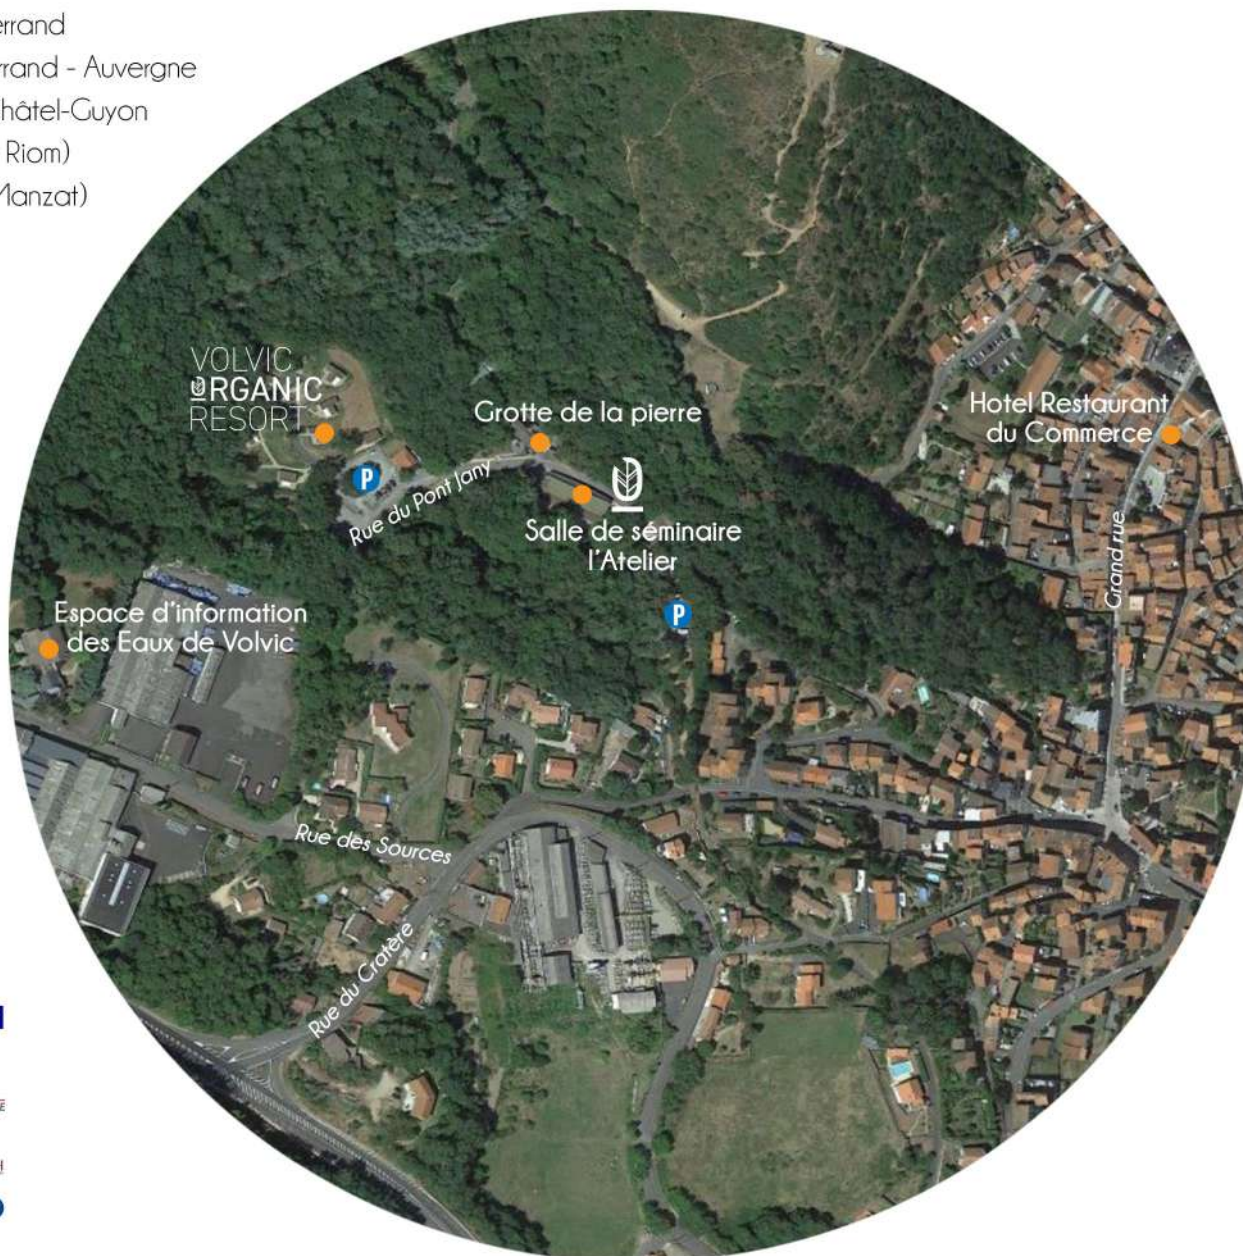 errand
rrand - Auvergne
hâtel-Guyon
Riom)
Manzat)
VOLVIC
ORGANIC
RESORT
P
Rue du Pont Jany
Grotte de la pierre
Salle de séminaire
l'Atelier
P
Hotel Restaurant
du Commerce
Grand rue
Espace d'information
des Eaux de Volvic
Rue des Sources
Rue du Cratère